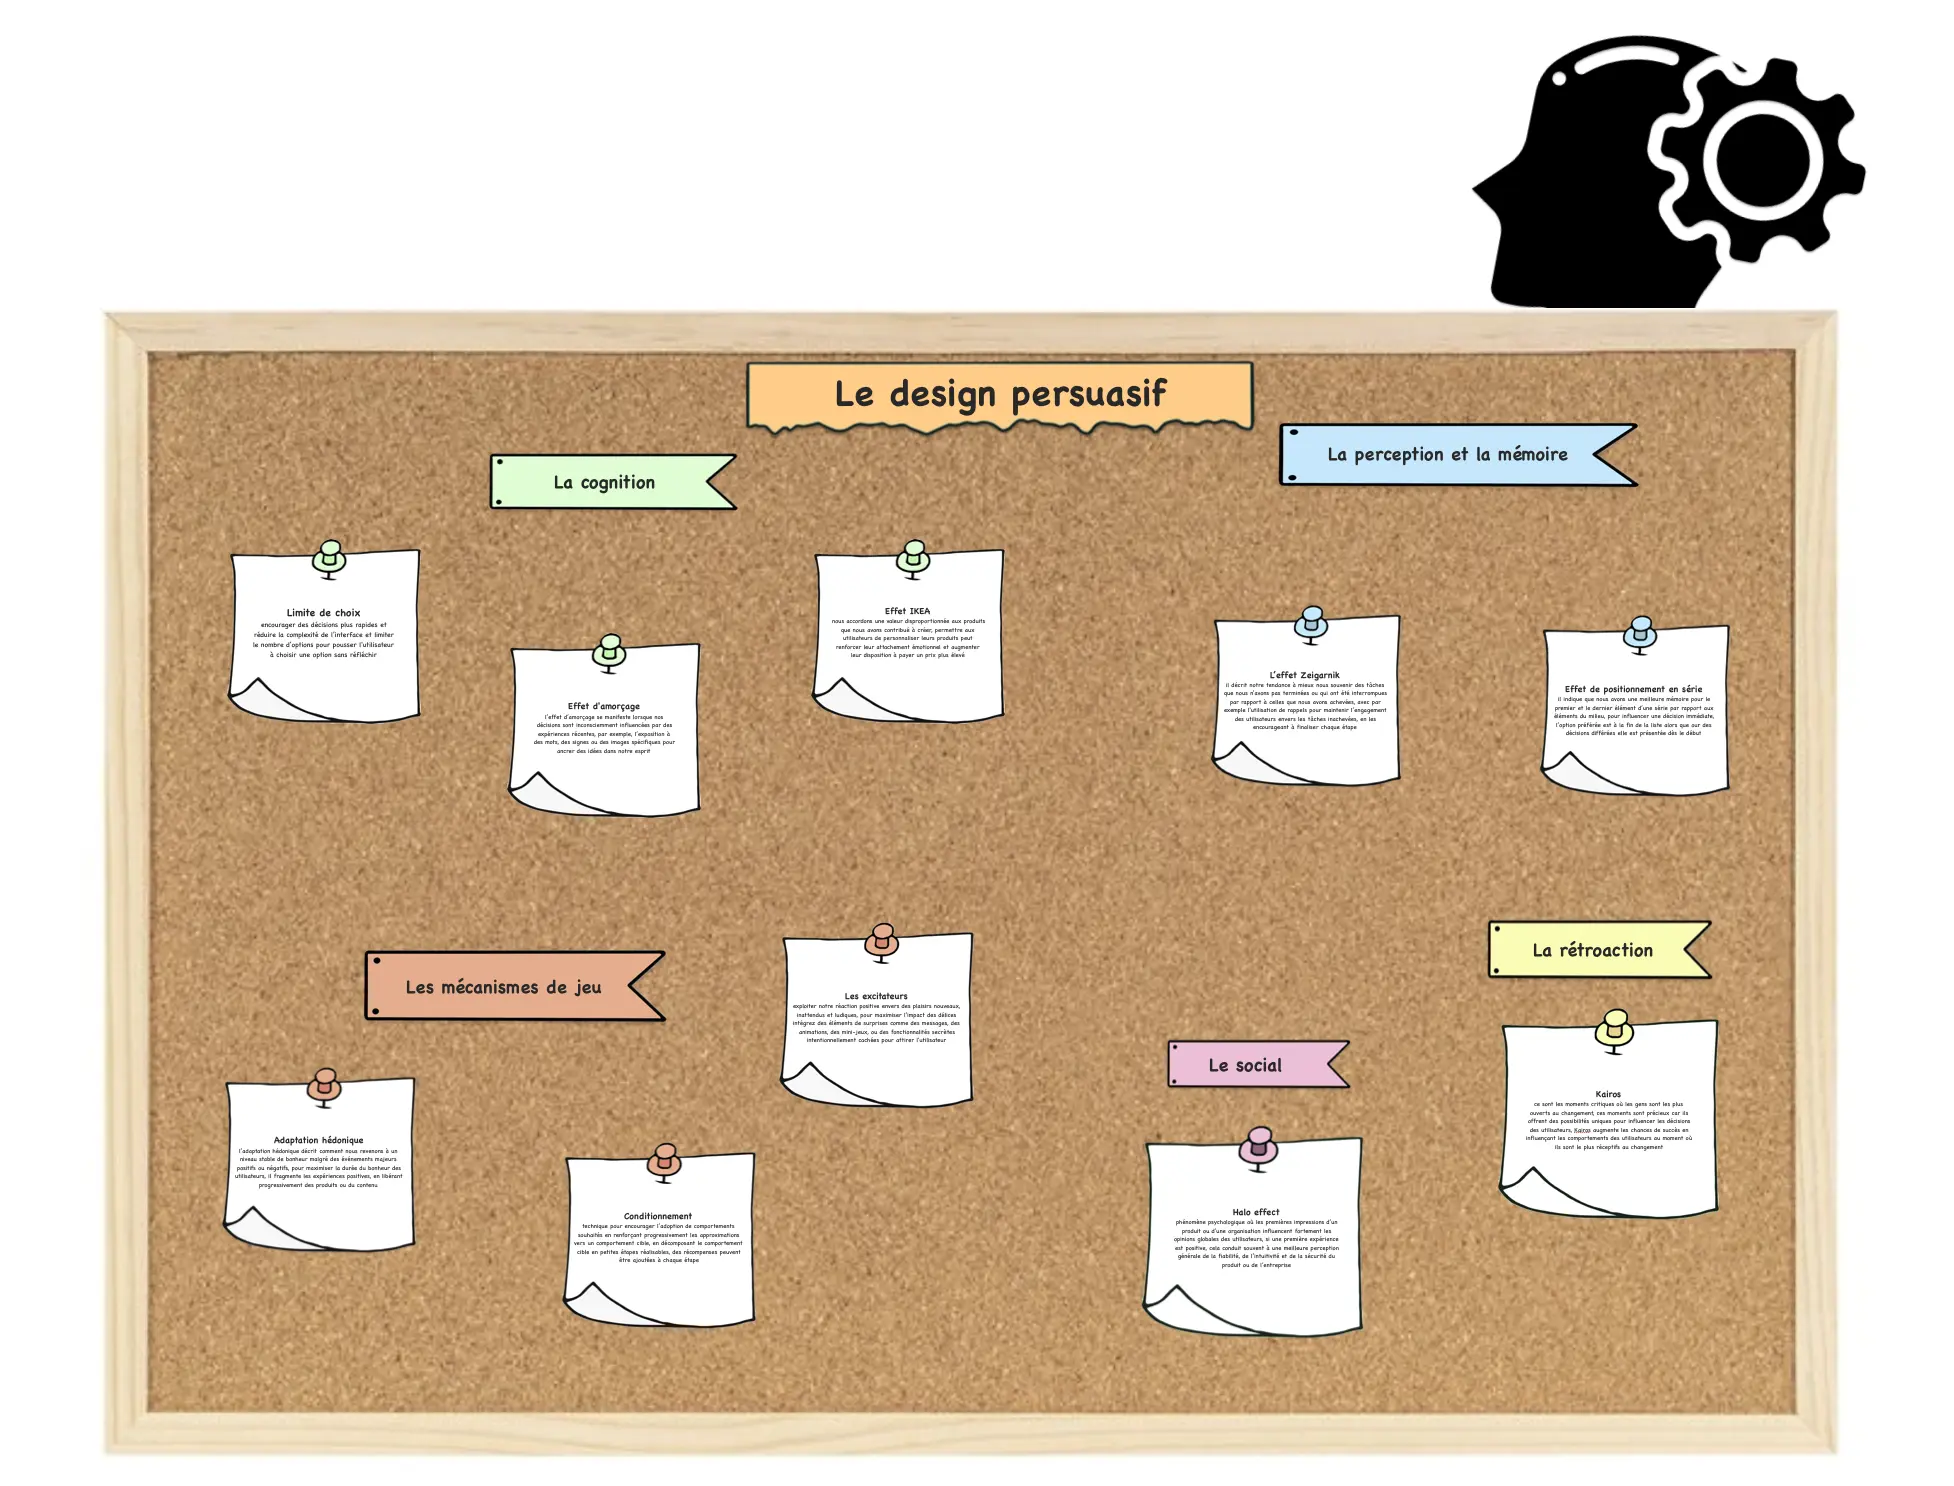 Le design persuasif
La cognition
La perception et la mémoire
Limite de choix
encourager des décisions plus rapides et
réduire la complexité de l'interface et limiter
le nombre d'options pour pousser l'utilisateur
à choisir une option sans réfléchir
Effet d'amorçage
l'effet d'amorçage se manifeste lorsque nos
décisions sont inconsciemment influencées par des
expériences récentes, par exemple, l'exposition à
des mots, des signes ou des images spécifiques pour
ancrer des idées dans notre esprit
Effet IKEA
nous accordons une valeur disproportionnée aux produits
que nous avons contribué à créer, permettre aux
utilisateurs de personnaliser leurs produits peut
renforcer leur attachement émotionnel et augmenter
leur disposition à payer un prix plus élevé
L'effet Zeigarnik
il décrit notre tendance à mieux nous souvenir des tâches
que nous n'avons pas terminées ou qui ont été interrompues
par rapport à celles que nous avons achevées, avec par
exemple l'utilisation de rappels pour maintenir l'engagement
des utilisateurs envers les tâches inachevées, en les
encourageant à finaliser chaque étape
Effet de positionnement en série
il indique que nous avons une meilleure mémoire pour le
premier et le dernier élément d'une série par rapport aux
éléments du milieu, pour influencer une décision immédiate,
l'option préférée est à la fin de la liste alors que our des
décisions différées elle est présentée dès le début
Les mécanismes de jeu
Adaptation hédonique
l'adaptation hédonique décrit comment nous revenons à un
niveau stable de bonheur malgré des événements majeurs
positifs ou négatifs, pour maximiser la durée du bonheur des
utilisateurs, il fragmente les expériences positives, en libérant
progressivement des produits ou du contenu
Conditionnement
technique pour encourager l'adoption de comportements
souhaités en renforçant progressivement les approximations
vers un comportement cible, en décomposant le comportement
cible en petites étapes réalisables, des récompenses peuvent
être ajoutées à chaque étape
Les excitateurs
exploiter notre réaction positive envers des plaisirs nouveaux,
inattendus et ludiques, pour maximiser l'impact des délices
intégrez des éléments de surprises comme des messages, des
animations, des mini-jeux, ou des fonctionnalités secrètes
intentionnellement cachées pour attirer l'utilisateur
Le social
Halo effect
phénomène psychologique où les premières impressions d'un
produit ou d'une organisation influencent fortement les
opinions globales des utilisateurs, si une première expérience
est positive, cela conduit souvent à une meilleure perception
générale de la fiabilité, de l'intuitivité et de la sécurité du
produit ou de l'entreprise
La rétroaction
Kairos
ce sont les moments critiques où les gens sont les plus
ouverts au changement, ces moments sont précieux car ils
offrent des possibilités uniques pour influencer les décisions
des utilisateurs, Kairos augmente les chances de succès en
influençant les comportements des utilisateurs au moment où
ils sont le plus réceptifs au changement